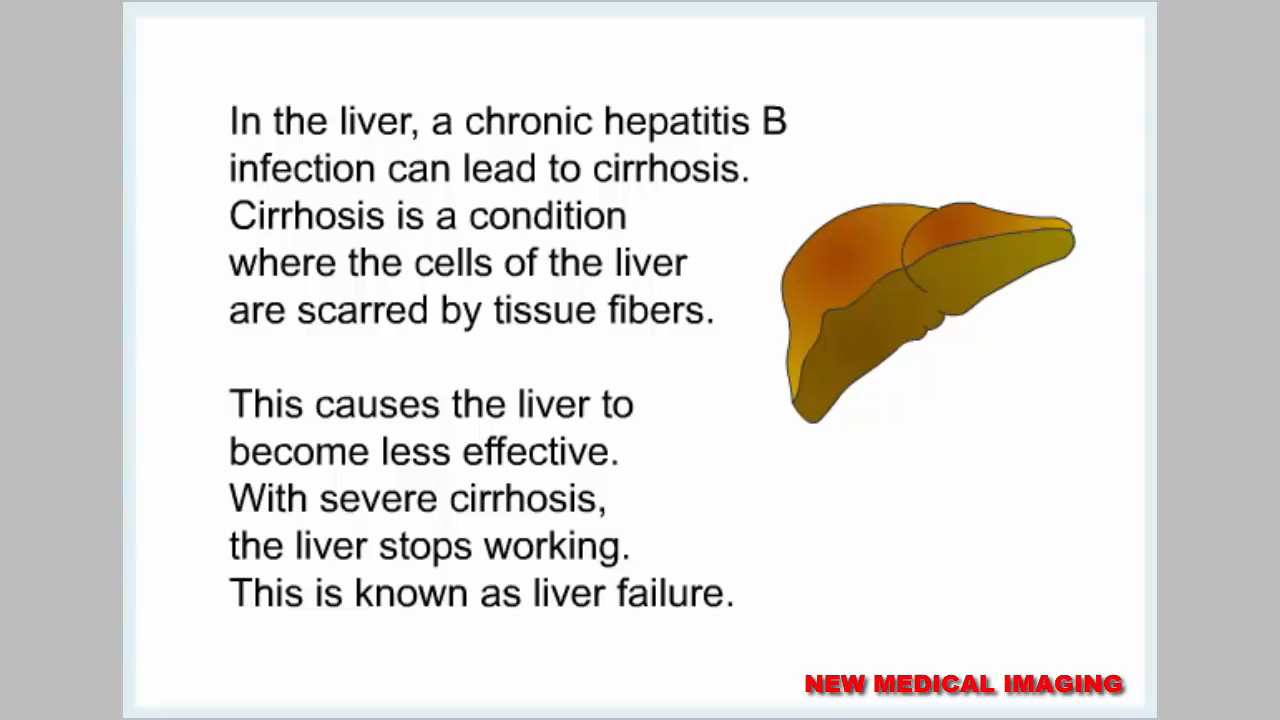 In the liver, a chronic hepatitis B
infection can lead to cirrhosis.
Cirrhosis is a condition
where the cells of the liver
are scarred by tissue fibers.
This causes the liver to
become less effective.
With severe cirrhosis,
the liver stops working.
This is known as liver failure.
NEW MEDICAL IMAGING